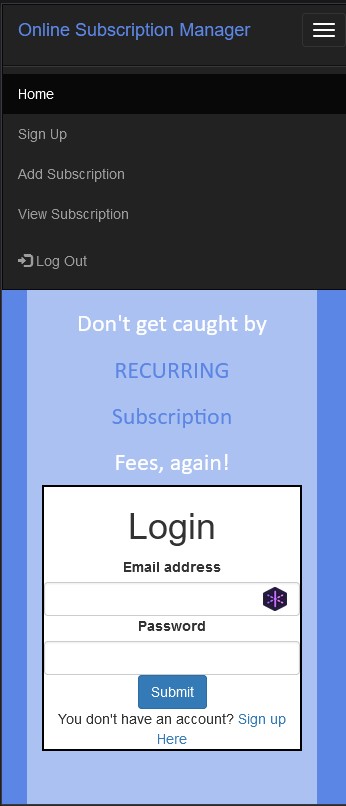 Online Subscription Manager
Home
Sign Up
Add Subscription
View Subscription
Log Out
Don't get caught by
RECURRING
Subscription
Fees, again!
Login
Email address
Password
Submit
You don't have an account? Sign up
Here